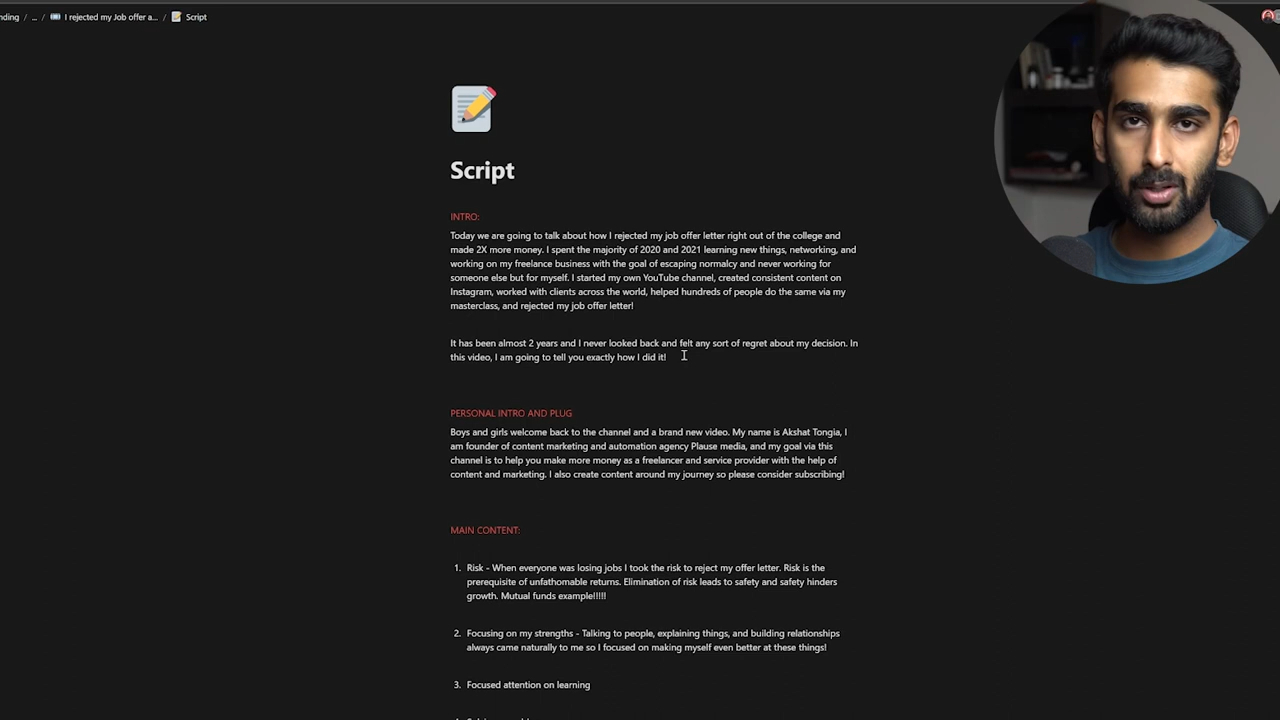 nding / ... / I rejected my Job offer a... / Script
Script
INTRO:
Today we are going to talk about how I rejected my job offer letter right out of the college and
made 2X more money. I spent the majority of 2020 and 2021 learning new things, networking, and
working on my freelance business with the goal of escaping normalcy and never working for
someone else but for myself. I started my own YouTube channel, created consistent content on
Instagram, worked with clients across the world, helped hundreds of people do the same via my
masterclass, and rejected my job offer letter!
It has been almost 2 years and I never looked back and felt any sort of regret about my decision. In
this video, I am going to tell you exactly how I did it!
PERSONAL INTRO AND PLUG
Boys and girls welcome back to the channel and a brand new video. My name is Akshat Tongia, I
am founder of content marketing and automation agency Plause media, and my goal via this
channel is to help you make more money as a freelancer and service provider with the help of
content and marketing. I also create content around my journey so please consider subscribing!
MAIN CONTENT:
1. Risk - When everyone was losing jobs I took the risk to reject my offer letter. Risk is the
prerequisite of unfathomable returns. Elimination of risk leads to safety and safety hinders
growth. Mutual funds example!!!!!
2. Focusing on my strengths - Talking to people, explaining things, and building relationships
always came naturally to me so I focused on making myself even better at these things!
3. Focused attention on learning